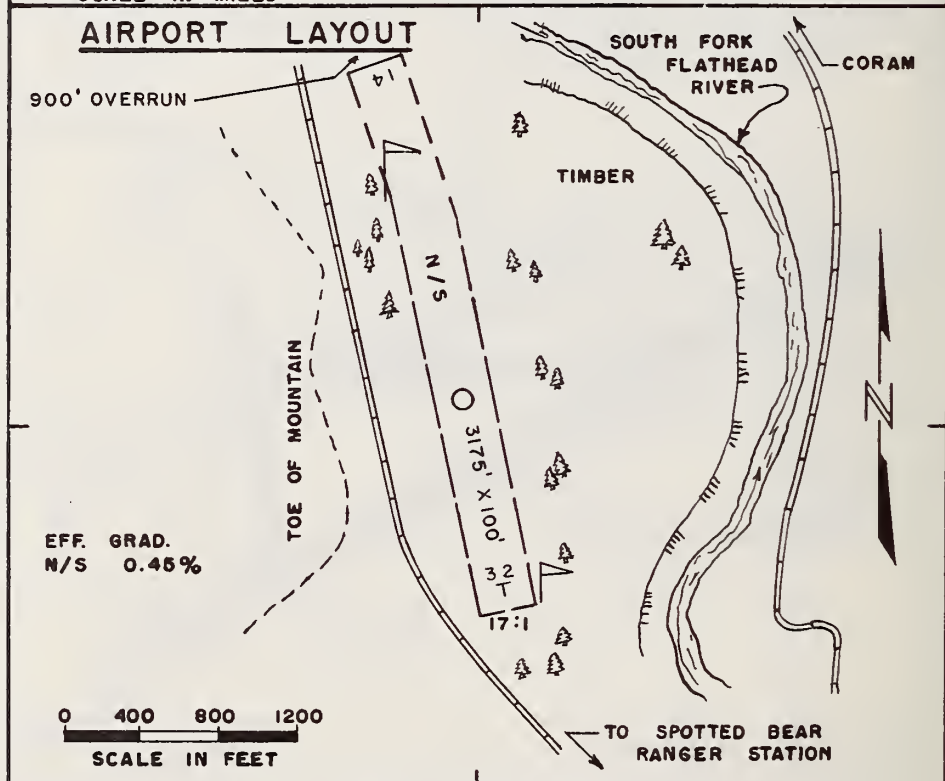 AIRPORT LAYOUT
900' OVERRUN
14
SOUTH FORK
FLATHEAD
RIVER
CORAM
TIMBER
N/S
TOE OF MOUNTAIN
3175' X 100'
N
EFF. GRAD.
N/S 0.45%
32
T
17:1
0 400 800 1200
SCALE IN FEET
TO SPOTTED BEAR
RANGER STATION